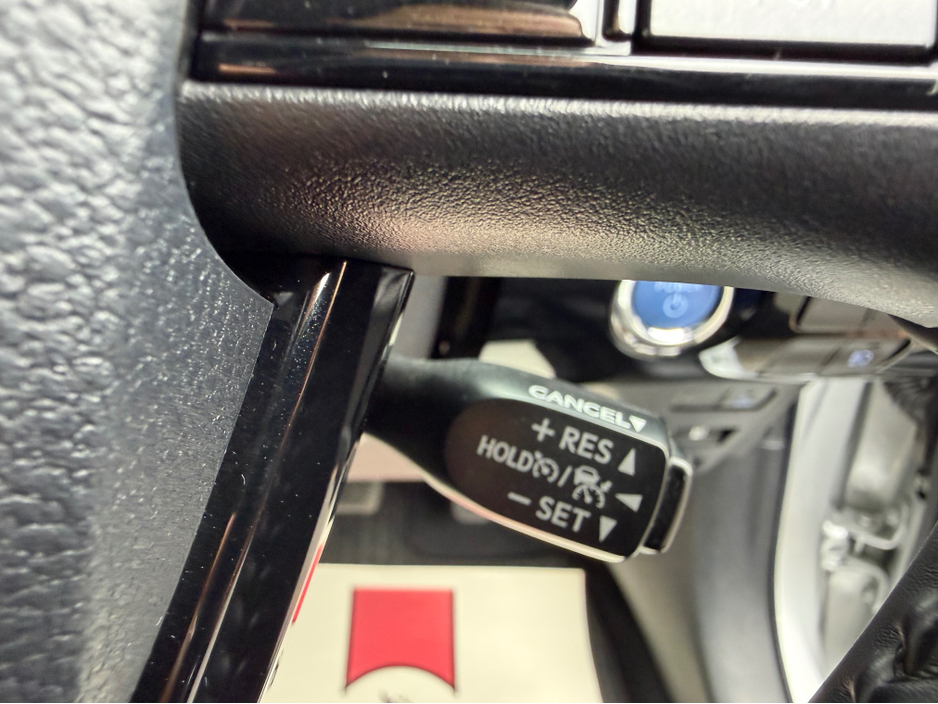 CANCEL▼
+ RES ▲
HOLD / ◀
− SET ▼